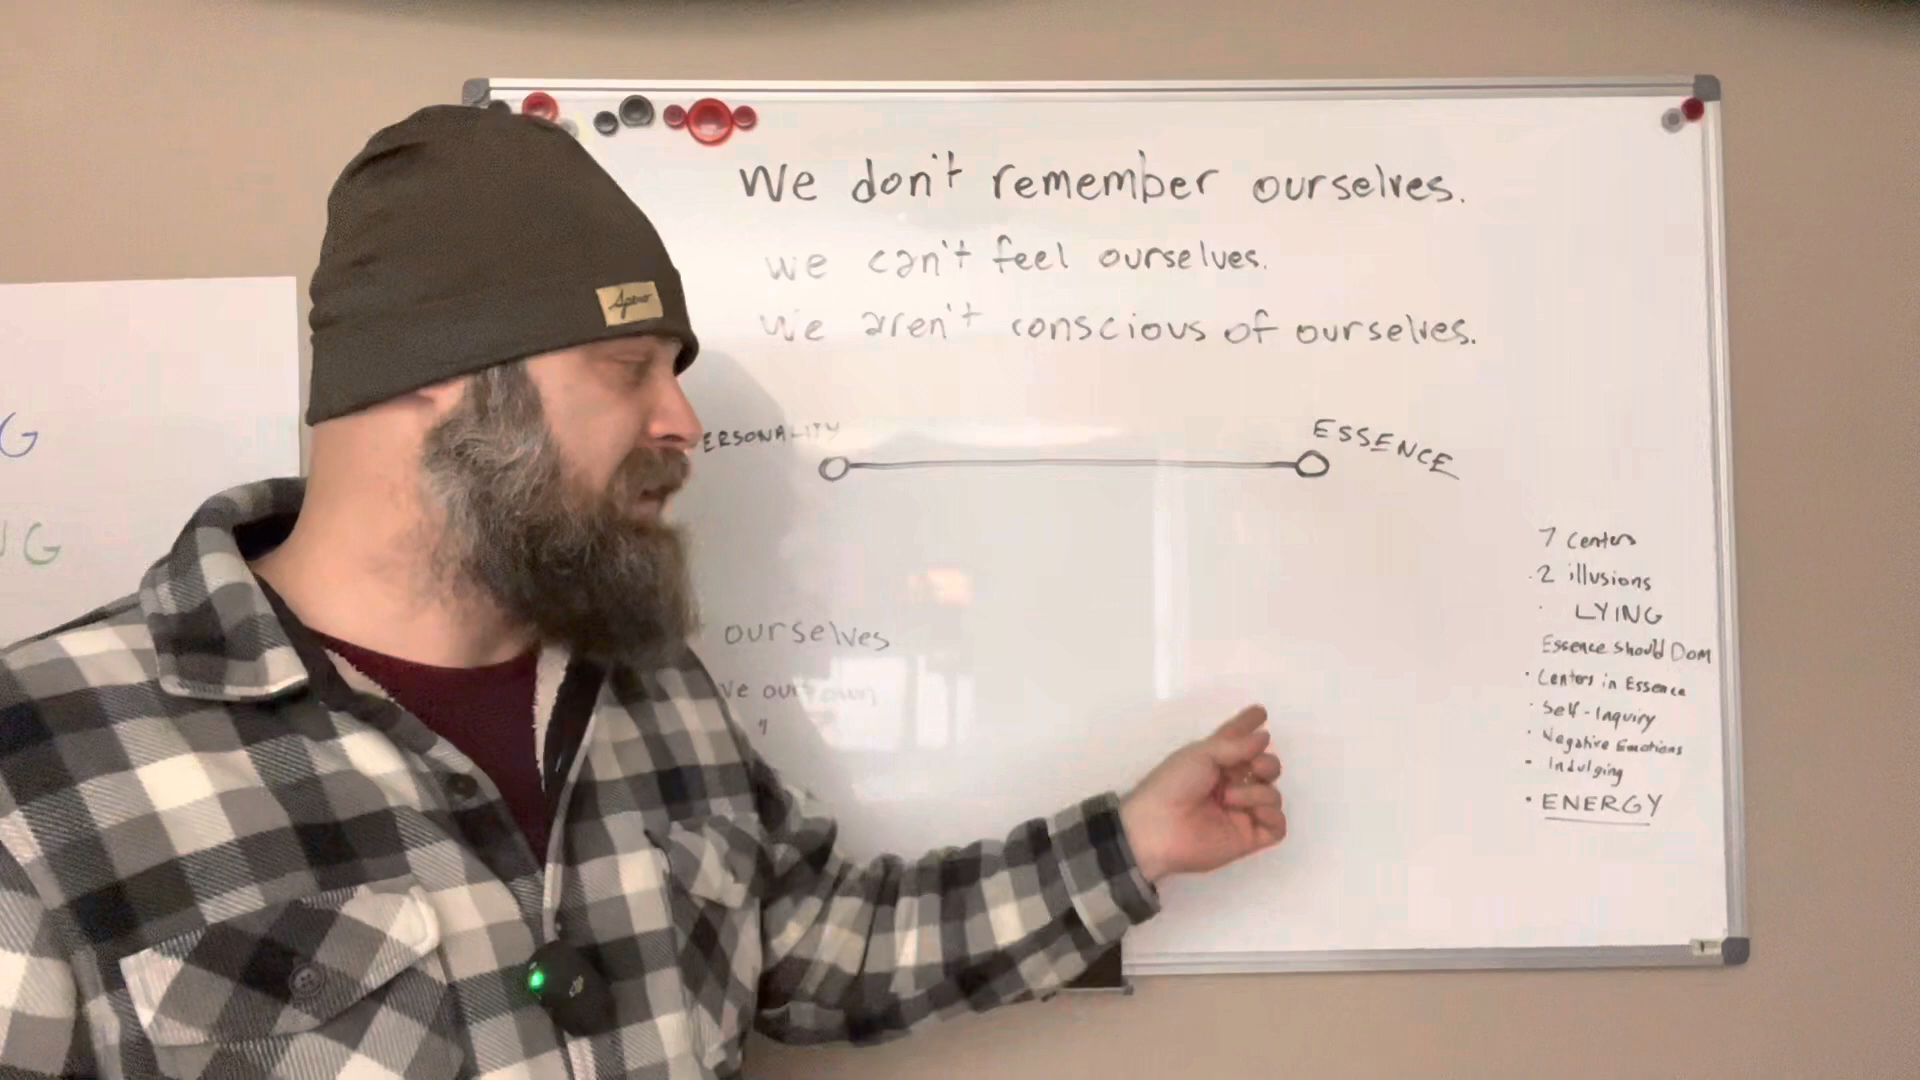 We don't remember ourselves.
we can't feel ourselves.
we aren't conscious of ourselves.
ERSONALITY
ESSENCE
ourselves
ve our own
y
7 Centers
· 2 illusions
· LYING
Essence should Dom
· Centers in Essence
· Self-Inquiry
· Negative Emotions
- Indulging
· ENERGY
G
G